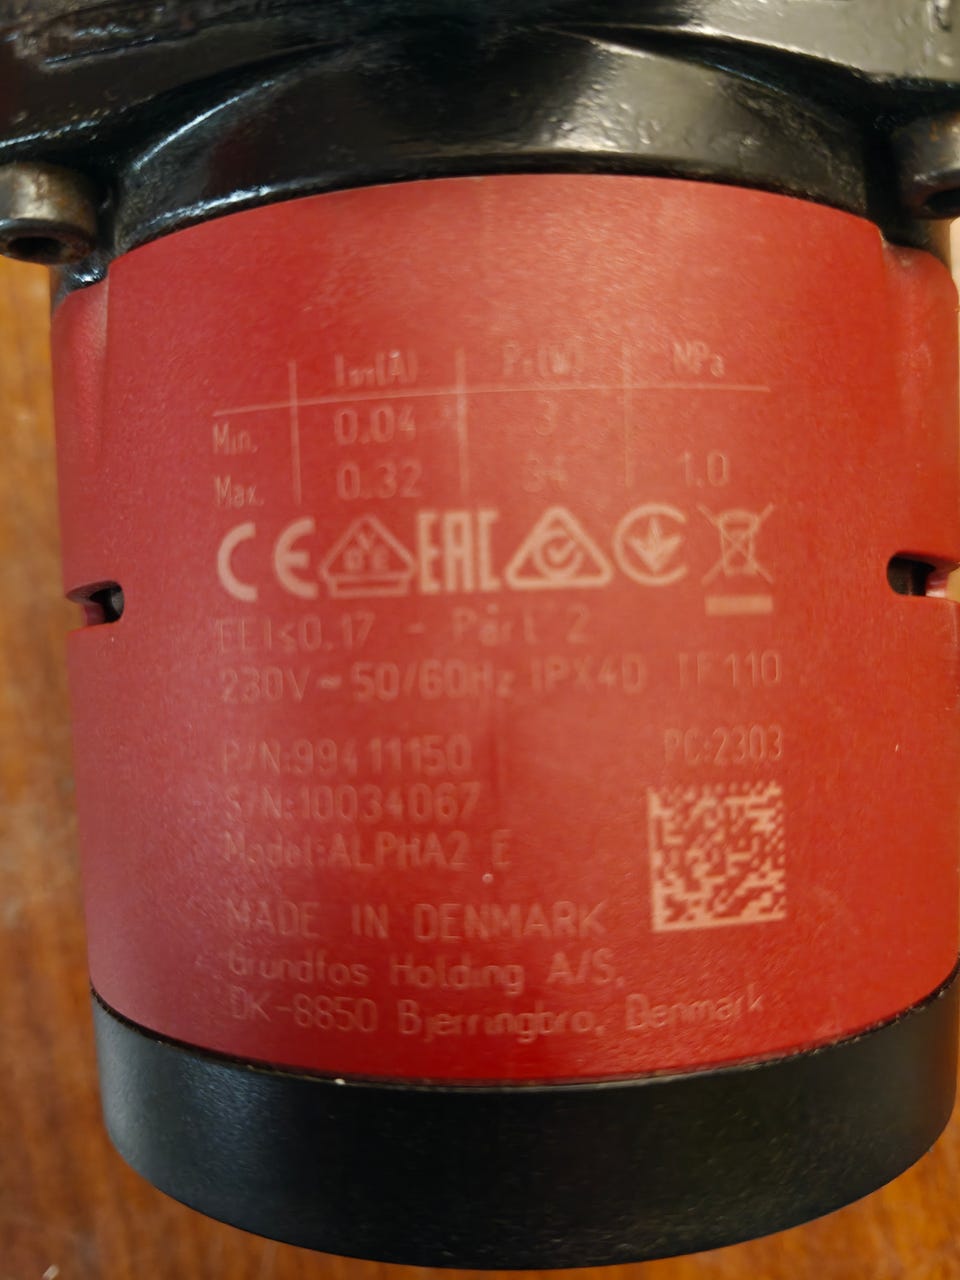 I1/1(A) P1(W) MPa
Min. 0.04 3
Max. 0.32 34 1.0
CE EAC
EEI≤0.17 - Part 2
230V ~ 50/60Hz IPX4D TF110
P/N:99411150 PC:2303
S/N:10034067
Model:ALPHA2 E
MADE IN DENMARK
Grundfos Holding A/S,
DK-8850 Bjerringbro, Denmark